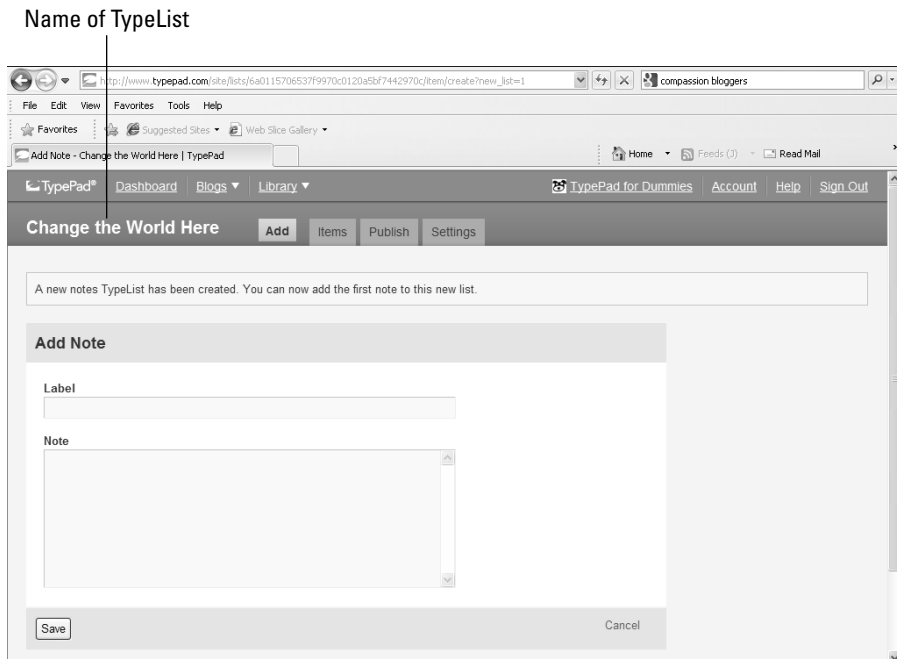 Name of TypeList
http://www.typepad.com/site/lists/6a0115706537f9970c0120a5bf7442970c/item/create?new_list=1
compassion bloggers
File Edit View Favorites Tools Help
Favorites Suggested Sites Web Slice Gallery
Add Note - Change the World Here | TypePad
Home Feeds (J) Read Mail
TypePad® Dashboard Blogs Library TypePad for Dummies Account Help Sign Out
Change the World Here Add Items Publish Settings
A new notes TypeList has been created. You can now add the first note to this new list.
Add Note
Label
Note
Save Cancel